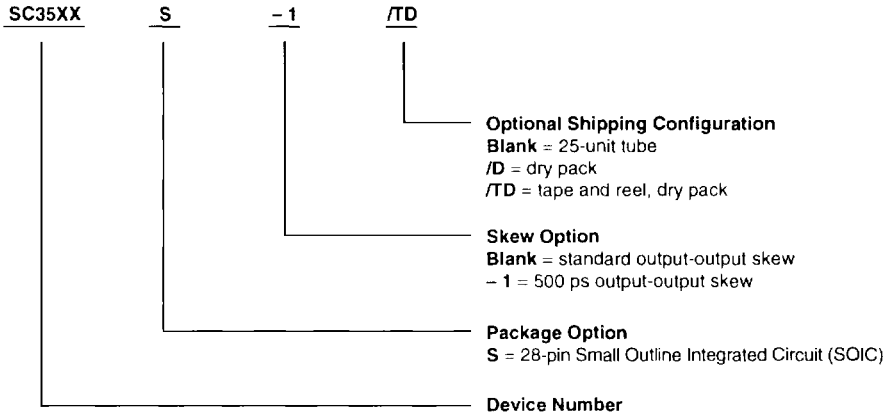 SC35XX S – 1 /TD
Optional Shipping Configuration
Blank = 25-unit tube
/D = dry pack
/TD = tape and reel, dry pack
Skew Option
Blank = standard output-output skew
– 1 = 500 ps output-output skew
Package Option
S = 28-pin Small Outline Integrated Circuit (SOIC)
Device Number